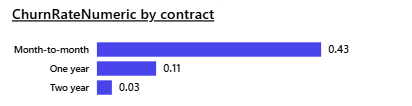 ChurnRateNumeric by contract
Month-to-month 0.43
One year 0.11
Two year 0.03